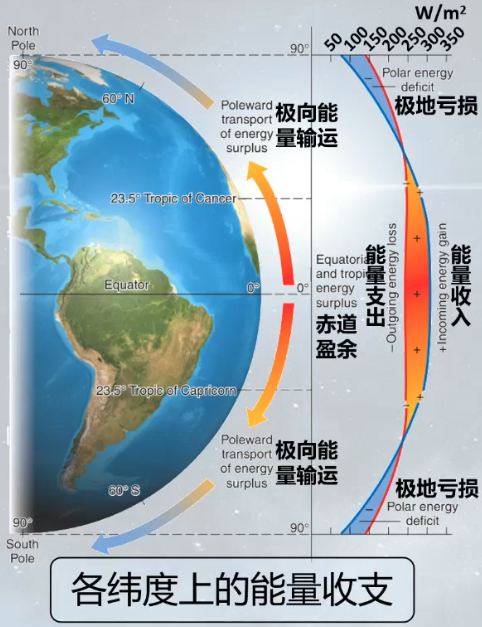 W/m²
50 100 150 200 250 300 350
North
Pole
90°
90°
60° N
Polar energy
deficit
极地亏损
Poleward
transport
of energy
surplus
极向能
量输运
23.5° Tropic of Cancer
Equator
0°
0°
Equatorial
and tropic
energy
surplus
赤道
盈余
能量支出
−Outgoing energy loss
+Incoming energy gain
能量收入
23.5° Tropic of Capricorn
Poleward
transport
of energy
surplus
极向能
量输运
60° S
极地亏损
Polar energy
deficit
90°
90°
South
Pole
各纬度上的能量收支